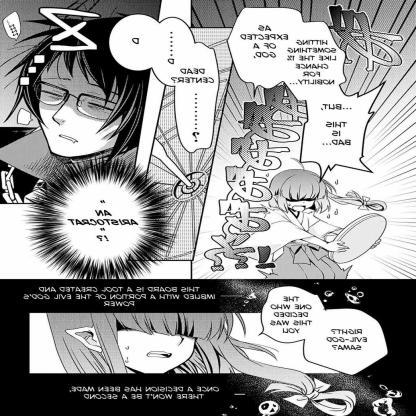 D
......D
DEAD
CENTER?
........?
"AN
ARISTOCRAT
"!?
AS
EXPECTED
OF A
GOD,
HITTING
SOMETHING
LIKE THE 1%
CHANCE
FOR
NOBILITY...
...BUT,
THIS
IS
BAD...
THIS BOARD IS A TOOL CREATED AND
IMBUED WITH A PORTION OF THE EVIL GOD'S
POWER
THE
ONE WHO
DECIDED
THIS WAS
YOU
RIGHT?
EVIL-GOD
SAMA?
ONCE A DECISION HAS BEEN MADE,
THERE WON'T BE A SECOND